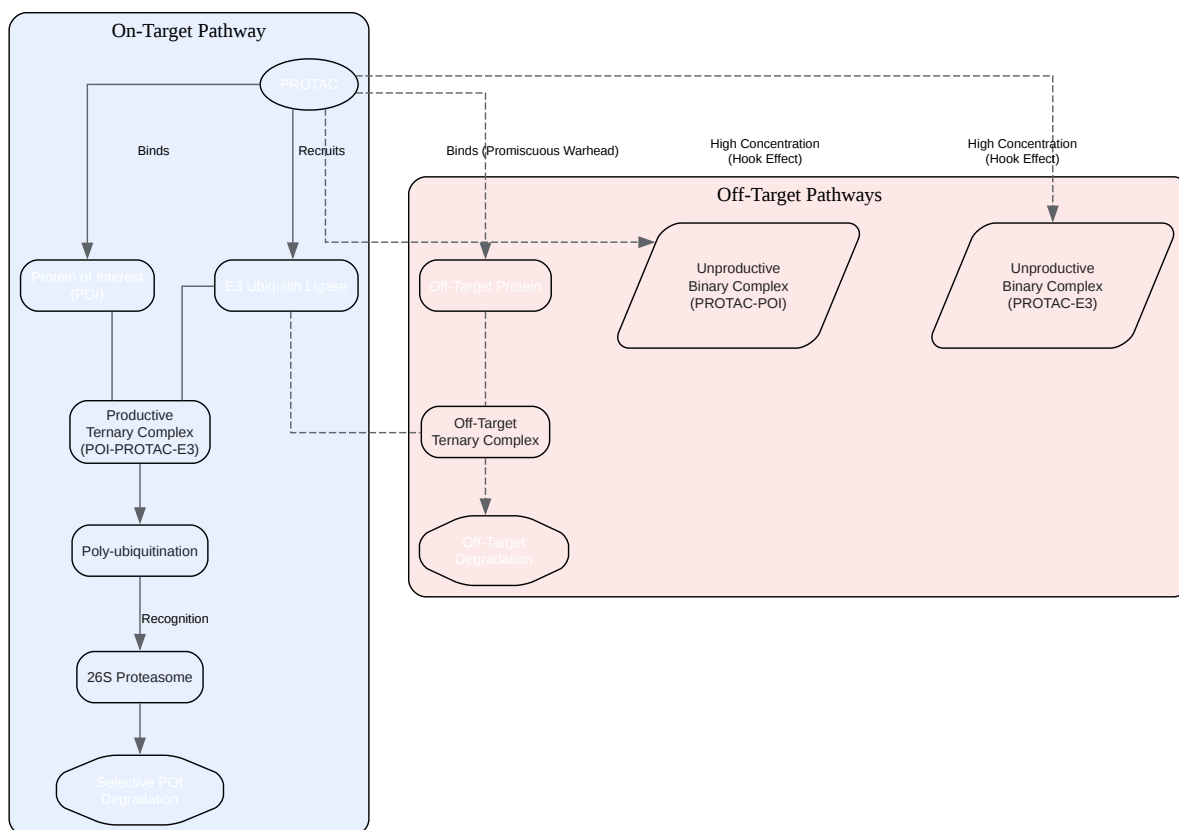 On-Target Pathway
PROTAC
Binds
Recruits
Binds (Promiscuous Warhead)
High Concentration
(Hook Effect)
High Concentration
(Hook Effect)
Off-Target Pathways
Protein of Interest
(POI)
E3 Ubiquitin Ligase
Off-Target Protein
Unproductive
Binary Complex
(PROTAC-POI)
Unproductive
Binary Complex
(PROTAC-E3)
Productive
Ternary Complex
(POI-PROTAC-E3)
Off-Target
Ternary Complex
Poly-ubiquitination
Off-Target
Degradation
Recognition
26S Proteasome
Selective POI
Degradation